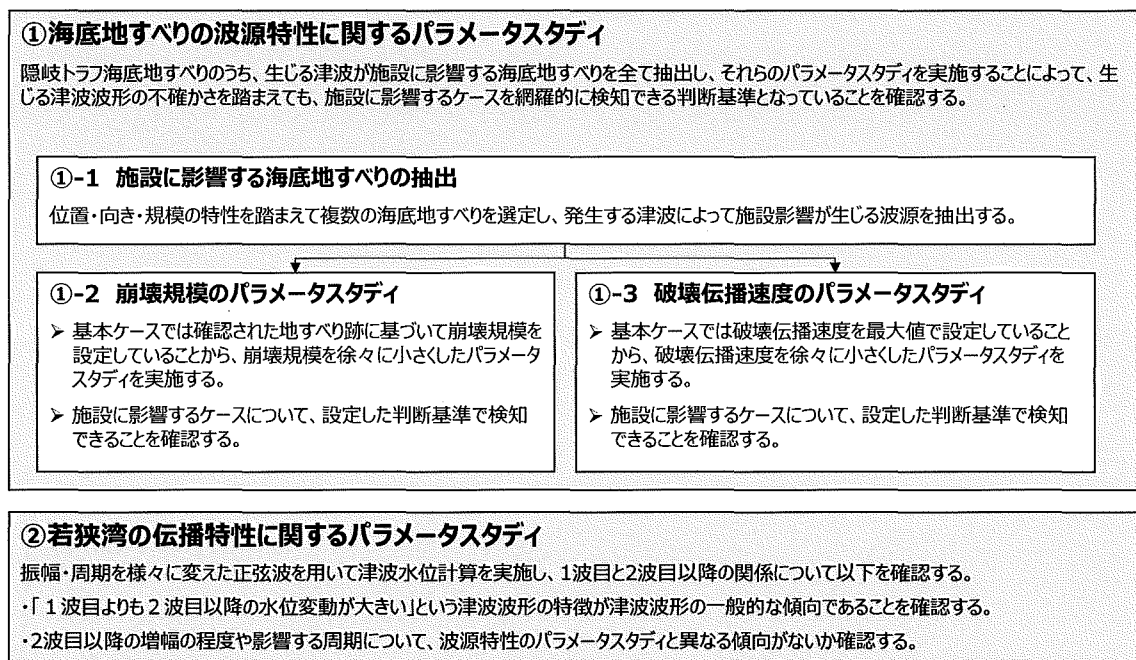 ①海底地すべりの波源特性に関するパラメータスタディ
隠岐トラフ海底地すべりのうち、生じる津波が施設に影響する海底地すべりを全て抽出し、それらのパラメータスタディを実施することによって、生
じる津波波形の不確かさを踏まえても、施設に影響するケースを網羅的に検知できる判断基準となっていることを確認する。
①-1 施設に影響する海底地すべりの抽出
位置・向き・規模の特性を踏まえて複数の海底地すべりを選定し、発生する津波によって施設影響が生じる波源を抽出する。
①-2 崩壊規模のパラメータスタディ
➢ 基本ケースでは確認された地すべり跡に基づいて崩壊規模を
設定していることから、崩壊規模を徐々に小さくしたパラメータ
スタディを実施する。
➢ 施設に影響するケースについて、設定した判断基準で検知
できることを確認する。
①-3 破壊伝播速度のパラメータスタディ
➢ 基本ケースでは破壊伝播速度を最大値で設定していること
から、破壊伝播速度を徐々に小さくしたパラメータスタディを
実施する。
➢ 施設に影響するケースについて、設定した判断基準で検知
できることを確認する。
②若狭湾の伝播特性に関するパラメータスタディ
振幅・周期を様々に変えた正弦波を用いて津波水位計算を実施し、1波目と2波目以降の関係について以下を確認する。
・「１波目よりも２波目以降の水位変動が大きい」という津波波形の特徴が津波波形の一般的な傾向であることを確認する。
・2波目以降の増幅の程度や影響する周期について、波源特性のパラメータスタディと異なる傾向がないか確認する。